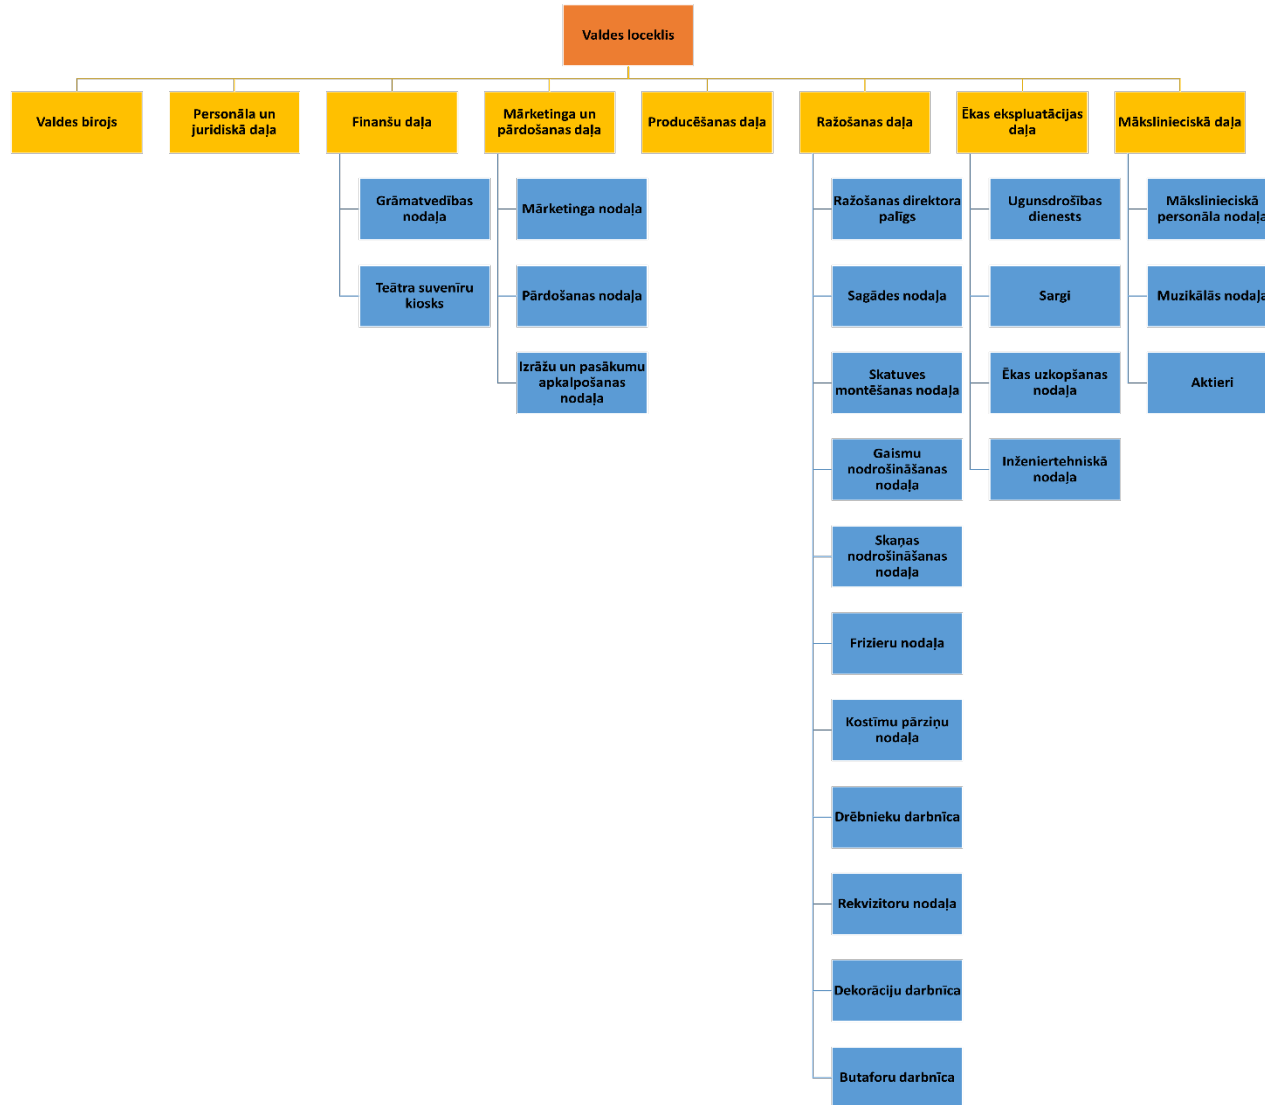 Valdes loceklis
Valdes birojs
Personāla un
juridiskā daļa
Finanšu daļa
Mārketinga un
pārdošanas daļa
Producēšanas daļa
Ražošanas daļa
Ēkas ekspluatācijas
daļa
Mākslinieciskā daļa
Grāmatvedības
nodaļa
Teātra suvenīru
kiosks
Mārketinga nodaļa
Pārdošanas nodaļa
Izrāžu un pasākumu
apkalpošanas
nodaļa
Ražošanas direktora
palīgs
Sagādes nodaļa
Skatuves
montēšanas nodaļa
Gaismu
nodrošināšanas
nodaļa
Skaņas
nodrošināšanas
nodaļa
Frizieru nodaļa
Kostīmu pārziņu
nodaļa
Drēbnieku darbnīca
Rekvizitoru nodaļa
Dekorāciju darbnīca
Butaforu darbnīca
Ugunsdrošības
dienests
Sargi
Ēkas uzkopšanas
nodaļa
Inženiertehniskā
nodaļa
Mākslinieciskā
personāla nodaļa
Muzikālās nodaļa
Aktieri